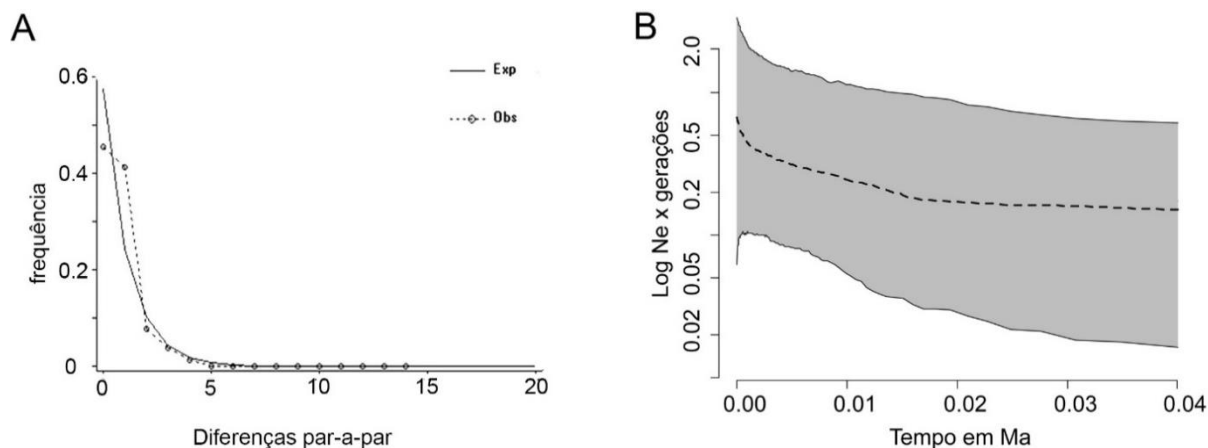 A
0.6
0.4
0.2
0
frequência
Exp
Obs
0 5 10 15 20
Diferenças par-a-par
B
2.0
0.5
0.2
0.05
0.02
Log Ne x gerações
0.00 0.01 0.02 0.03 0.04
Tempo em Ma